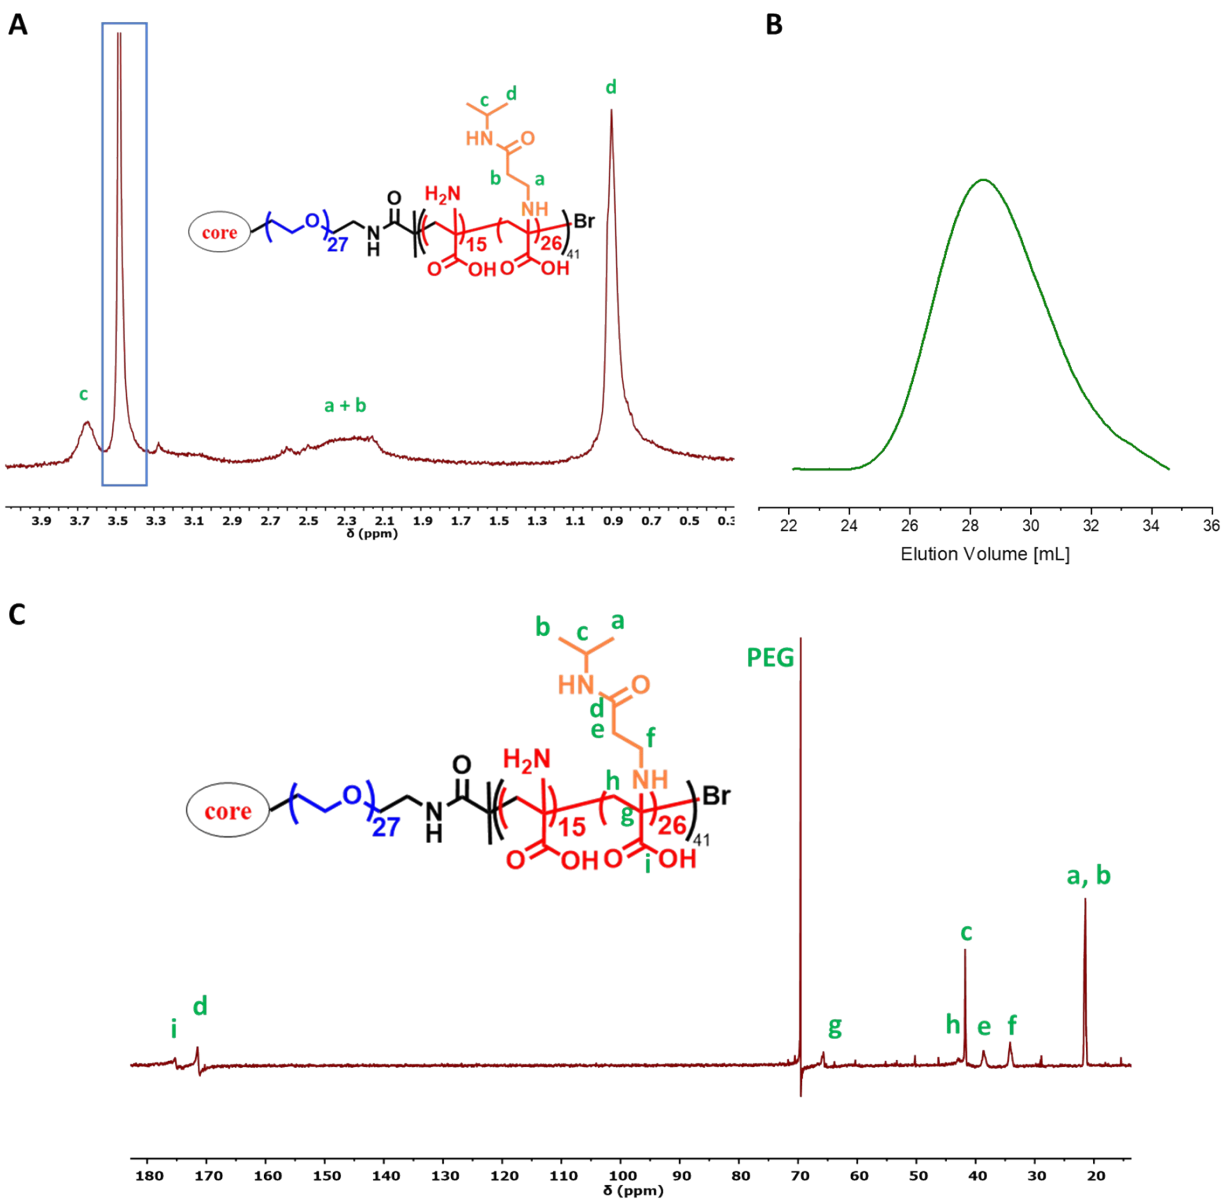 A
c
d
HN
O
b
a
H₂N
NH
O
core
O
27
N
H
15
26
Br
41
O
OH
O
OH
d
c
a + b
3.9 3.7 3.5 3.3 3.1 2.9 2.7 2.5 2.3 2.1 1.9 1.7 1.5 1.3 1.1 0.9 0.7 0.5 0.3
δ (ppm)
B
22 24 26 28 30 32 34 36
Elution Volume [mL]
C
b c a
HN
O
d
e
f
H₂N
h
NH
O
core
O
27
N
H
15
g
26
Br
41
O
OH
O
OH
i
PEG
a, b
c
i
d
g
h
e
f
180 170 160 150 140 130 120 110 100 90 80 70 60 50 40 30 20
δ (ppm)